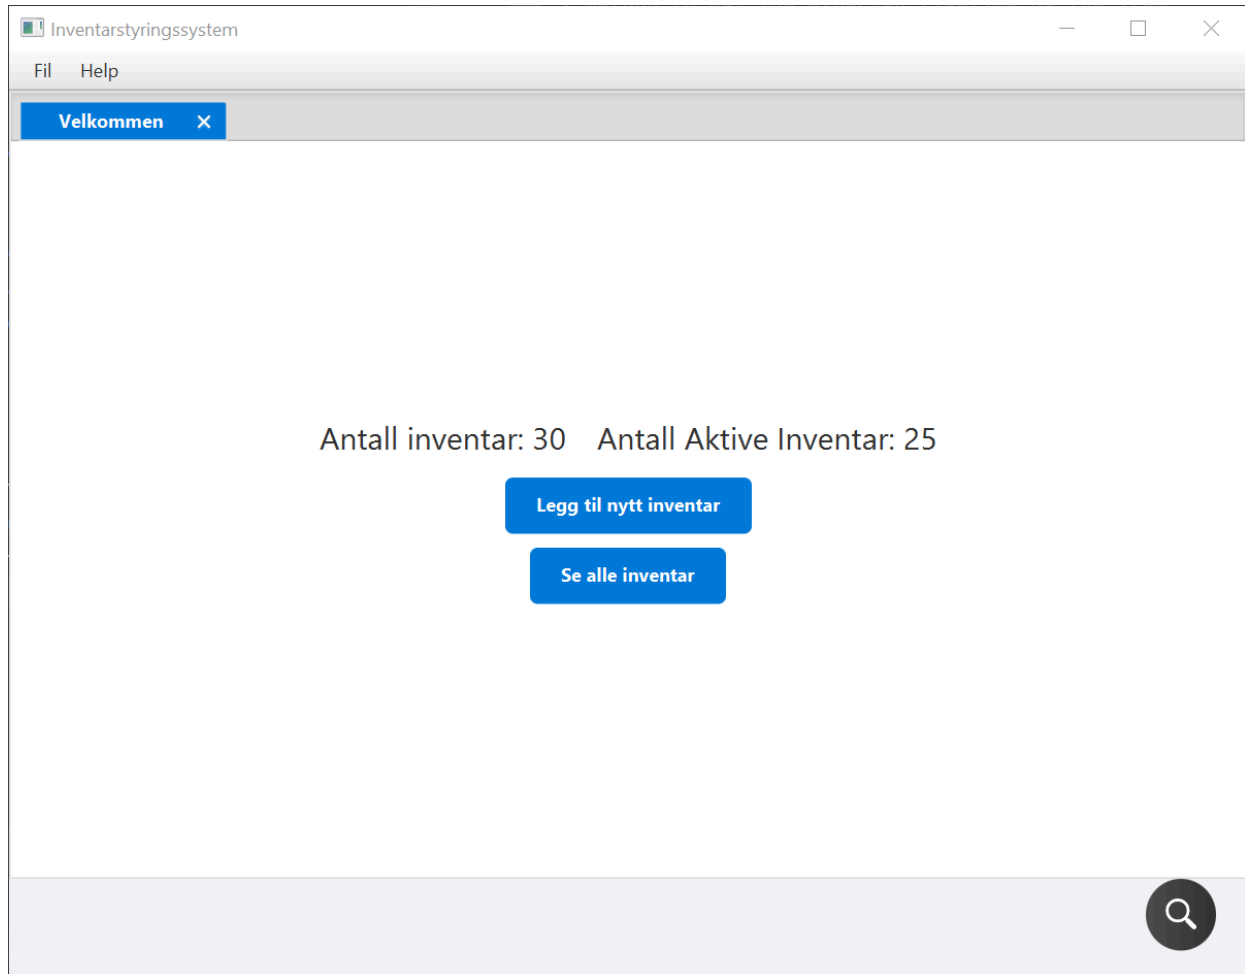 Inventarstyringssystem
Fil Help
Velkommen
Antall inventar: 30 Antall Aktive Inventar: 25
Legg til nytt inventar
Se alle inventar